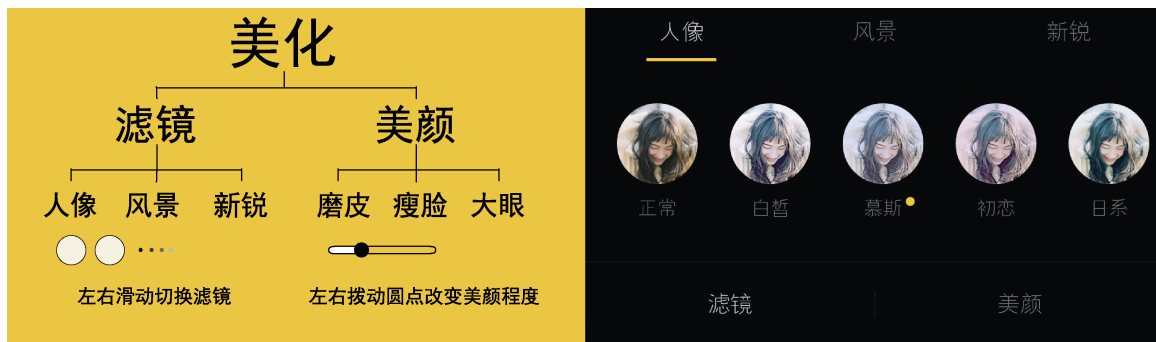 美化
滤镜 美颜
人像 风景 新锐 磨皮 瘦脸 大眼
左右滑动切换滤镜 左右拨动圆点改变美颜程度
人像 风景 新锐
正常 白皙 慕斯 初恋 日系
滤镜 美颜